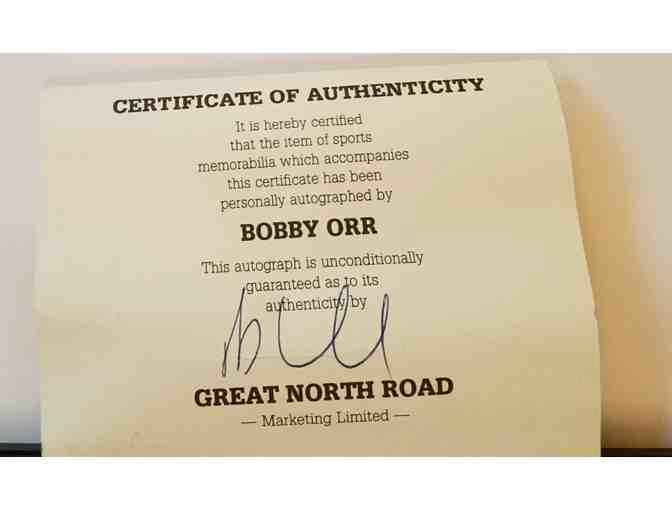 CERTIFICATE OF AUTHENTICITY
It is hereby certified
that the item of sports
memorabilia which accompanies
this certificate has been
personally autographed by
BOBBY ORR
This autograph is unconditionally
guaranteed as to its
authenticity by
GREAT NORTH ROAD
— Marketing Limited —